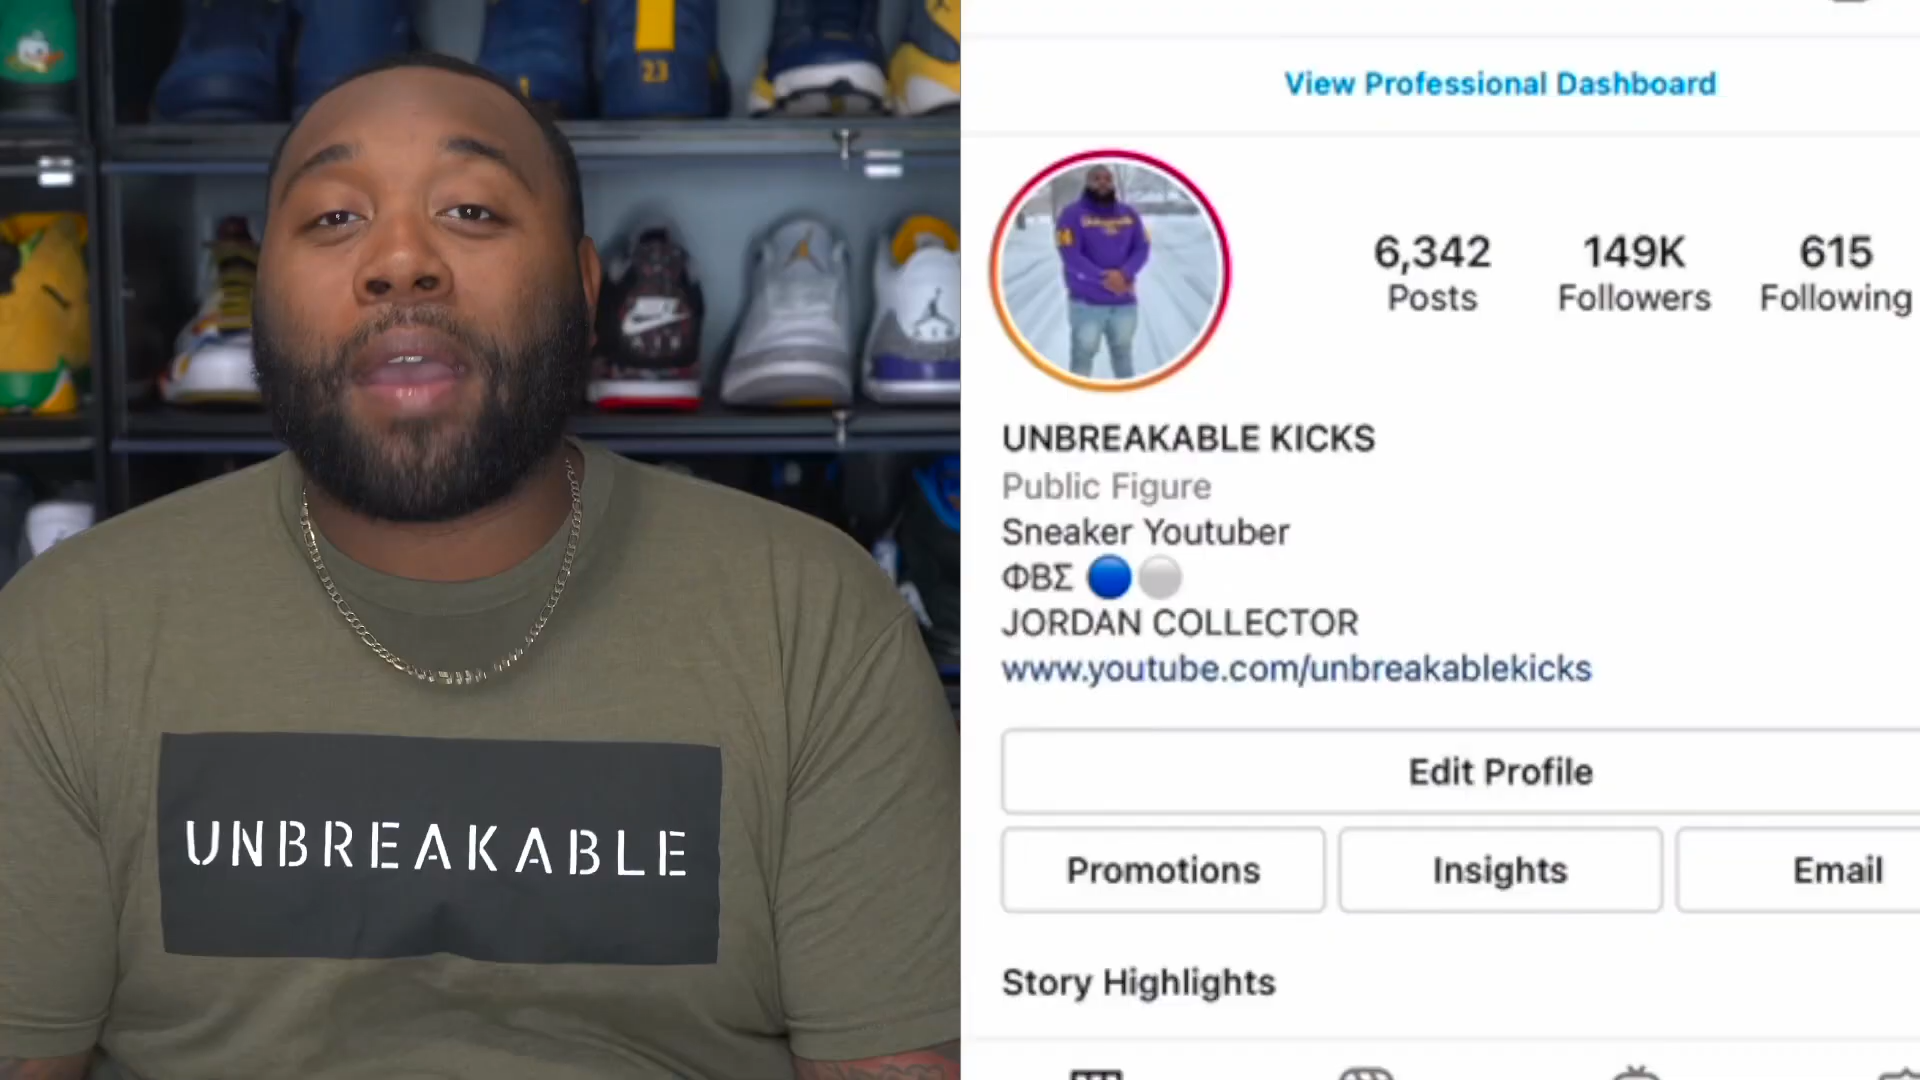 23
UNBREAKABLE
View Professional Dashboard
6,342
Posts
149K
Followers
615
Following
UNBREAKABLE KICKS
Public Figure
Sneaker Youtuber
ΦΒΣ 🔵⚪
JORDAN COLLECTOR
www.youtube.com/unbreakablekicks
Edit Profile
Promotions
Insights
Email
Story Highlights